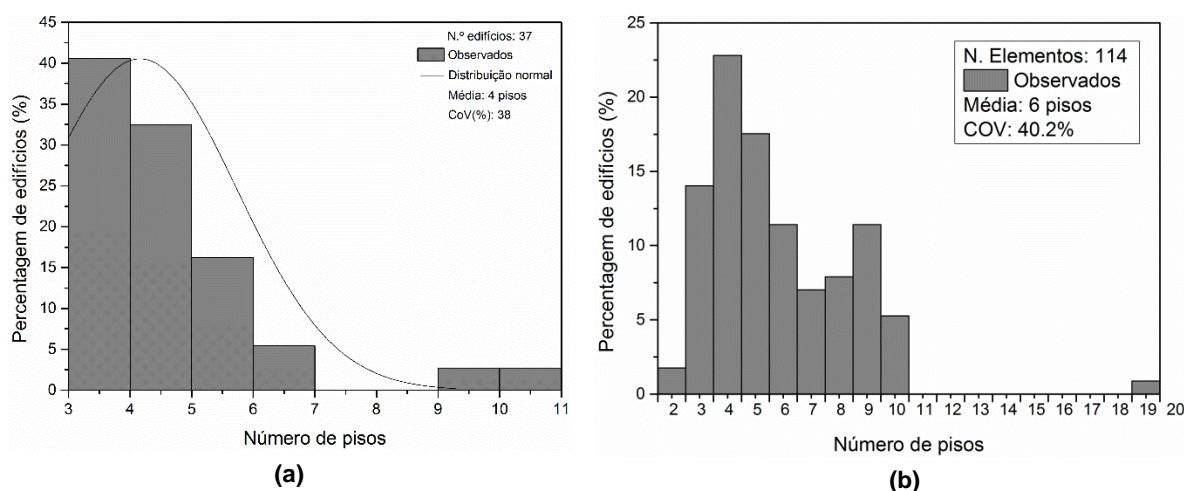 45
40
35
30
25
20
15
10
5
0
Percentagem de edifícios (%)
N.º edifícios: 37
Observados
Distribuição normal
Média: 4 pisos
CoV(%): 38
3 4 5 6 7 8 9 10 11
Número de pisos
(a)
25
20
15
10
5
0
Percentagem de edifícios (%)
N. Elementos: 114
Observados
Média: 6 pisos
COV: 40.2%
2 3 4 5 6 7 8 9 10 11 12 13 14 15 16 17 18 19 20
Número de pisos
(b)